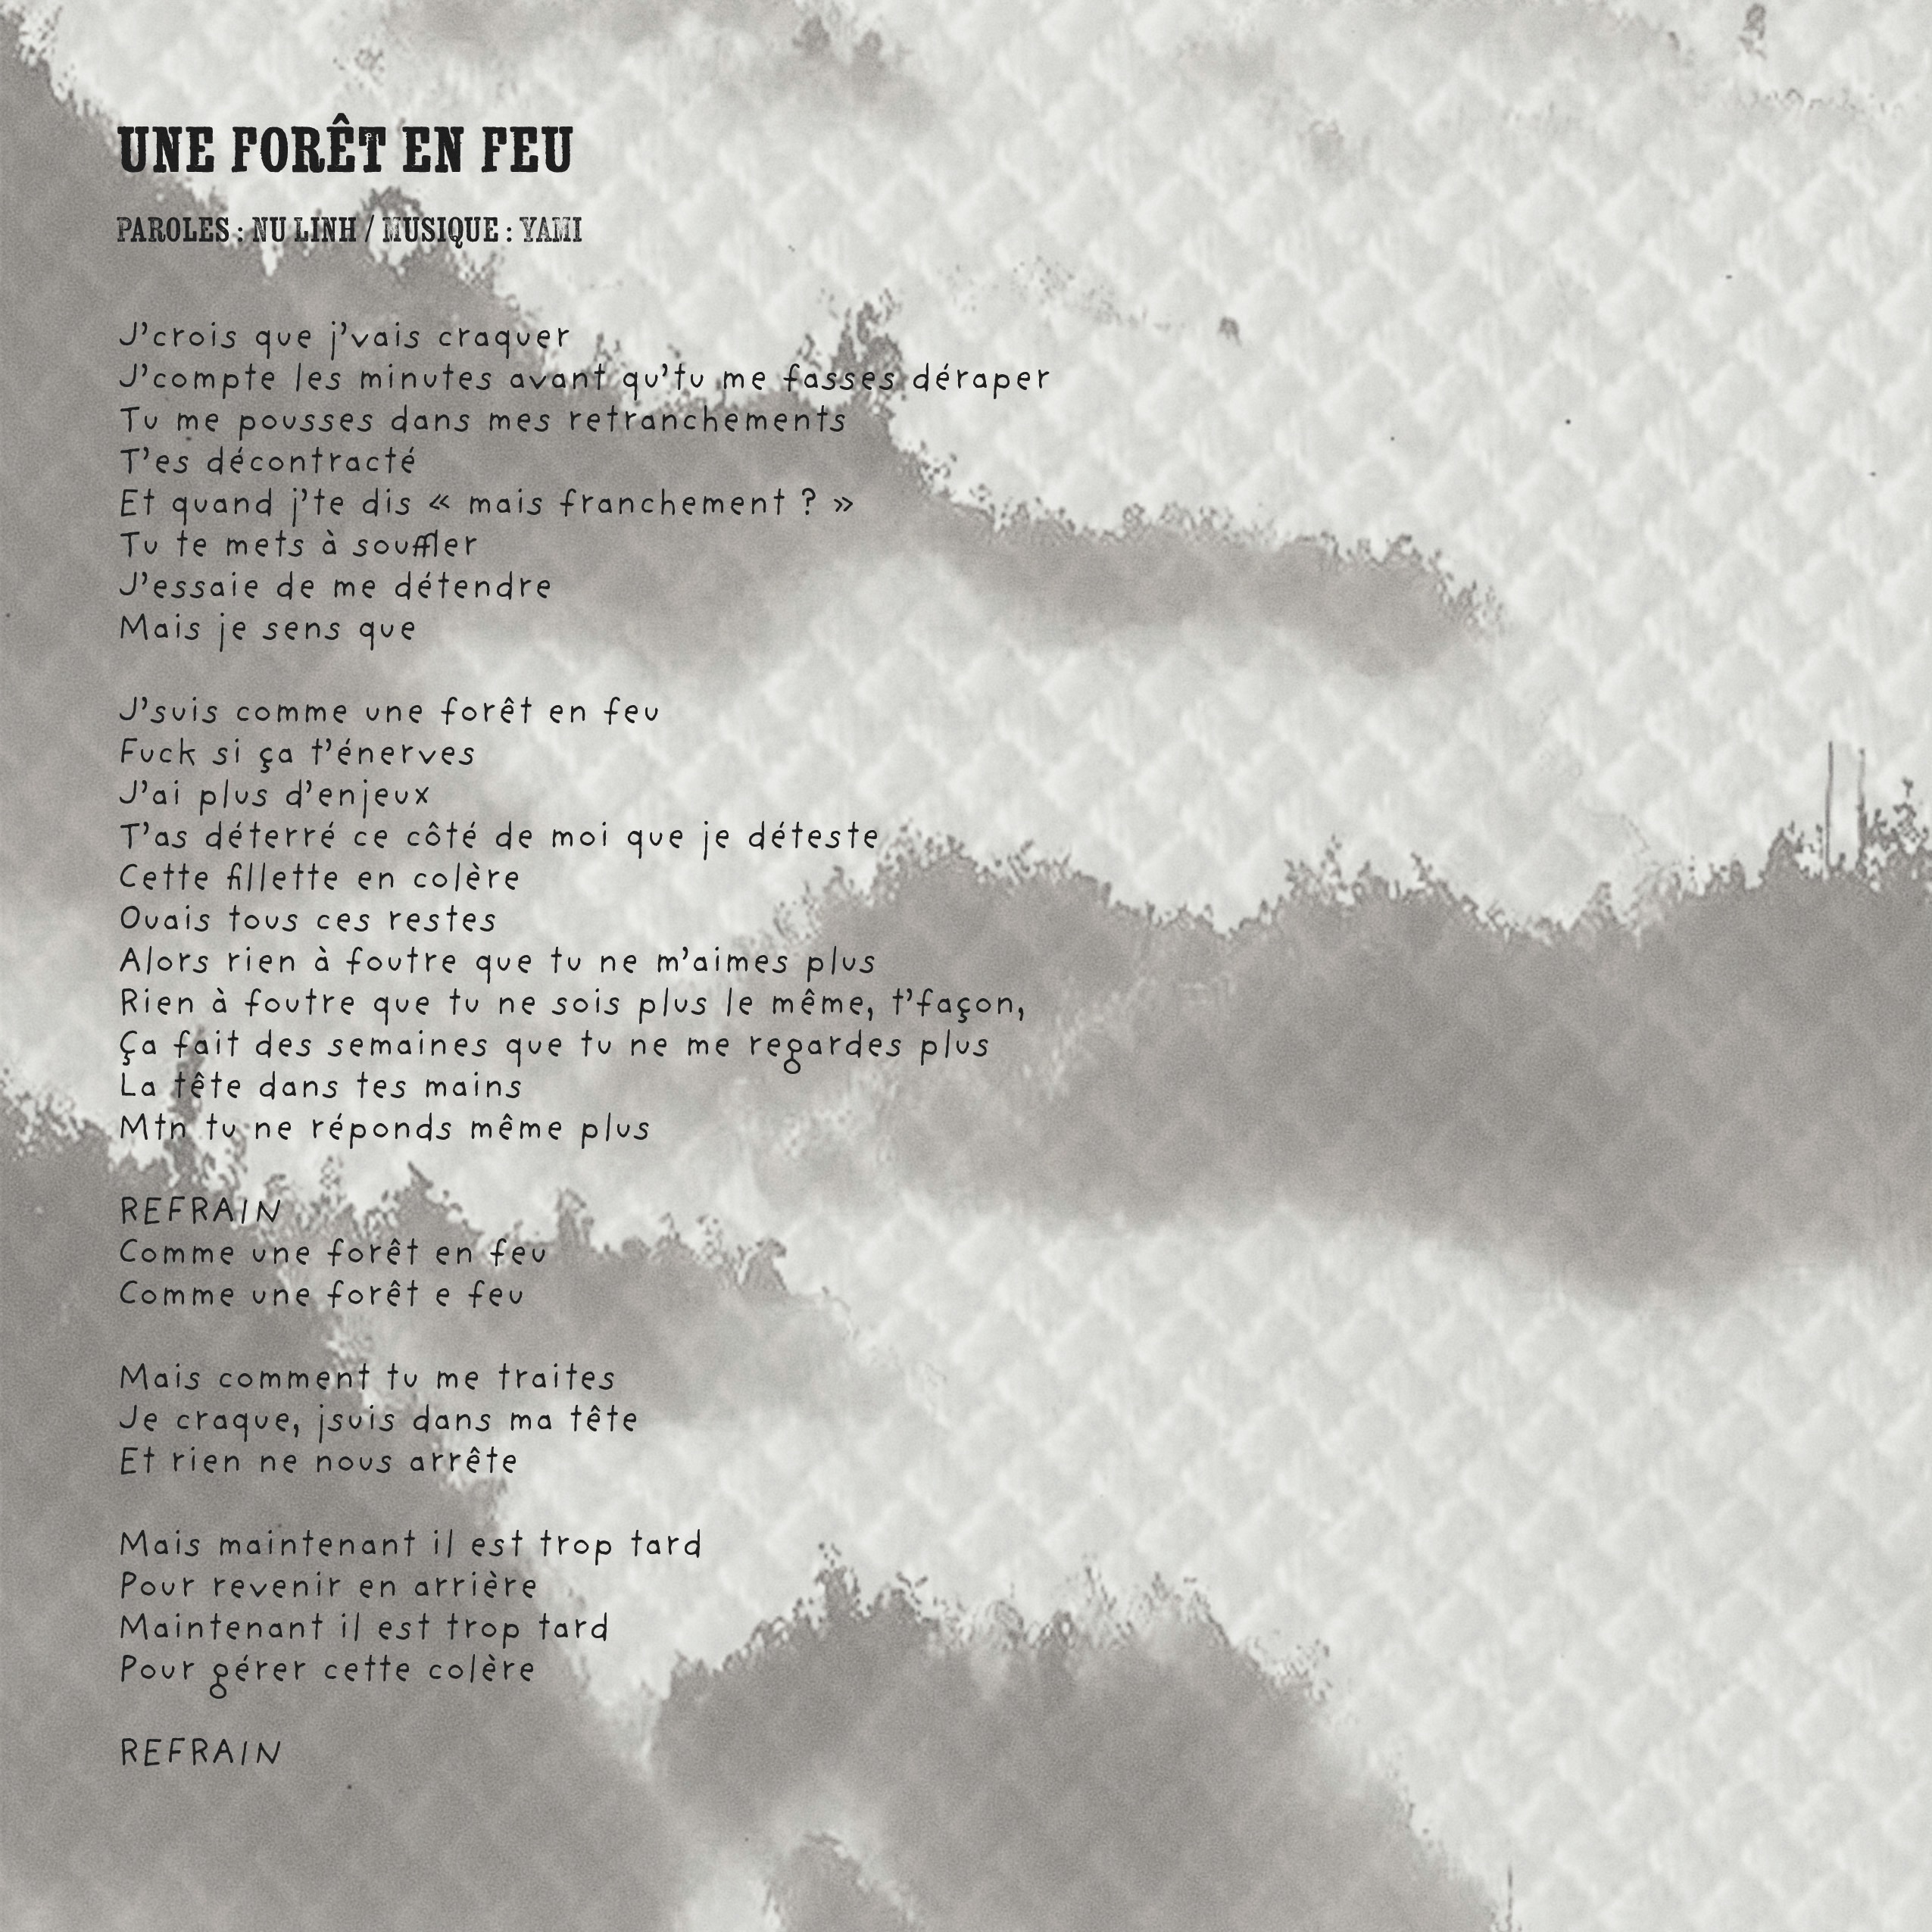 UNE FORÊT EN FEU
PAROLES : NU LINH / MUSIQUE : YAMI
J'crois que j'vais craquer
J'compte les minutes avant qu'tu me fasses déraper
Tu me pousses dans mes retranchements
T'es décontracté
Et quand j'te dis « mais franchement ? »
Tu te mets à souffler
J'essaie de me détendre
Mais je sens que
J'suis comme une forêt en feu
Fuck si ça t'énerves
J'ai plus d'enjeux
T'as déterré ce côté de moi que je déteste
Cette fillette en colère
Ouais tous ces restes
Alors rien à foutre que tu ne m'aimes plus
Rien à foutre que tu ne sois plus le même, t'façon,
Ça fait des semaines que tu ne me regardes plus
La tête dans tes mains
Mtn tu ne réponds même plus
REFRAIN
Comme une forêt en feu
Comme une forêt e feu
Mais comment tu me traites
Je craque, jsuis dans ma tête
Et rien ne nous arrête
Mais maintenant il est trop tard
Pour revenir en arrière
Maintenant il est trop tard
Pour gérer cette colère
REFRAIN